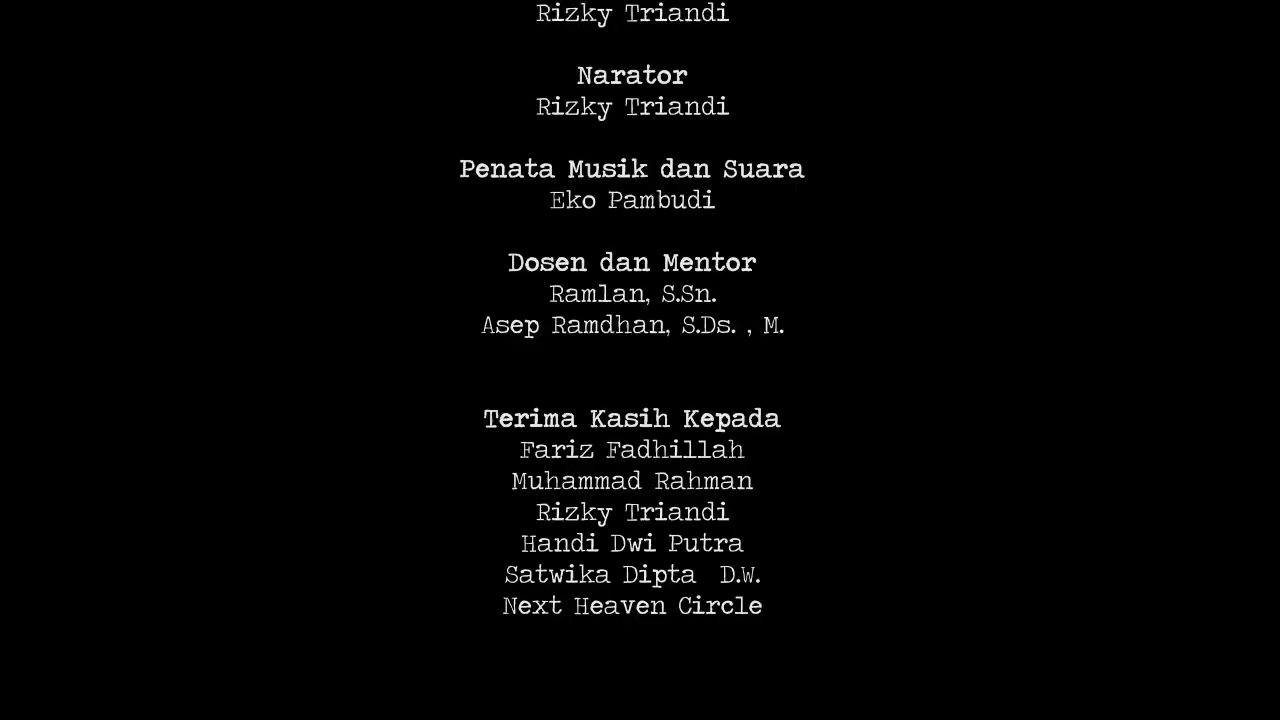 Rizky Triandi
Narator
Rizky Triandi
Penata Musik dan Suara
Eko Pambudi
Dosen dan Mentor
Ramlan, S.Sn.
Asep Ramdhan, S.Ds. , M.
Terima Kasih Kepada
Fariz Fadhillah
Muhammad Rahman
Rizky Triandi
Handi Dwi Putra
Satwika Dipta  D.W.
Next Heaven Circle